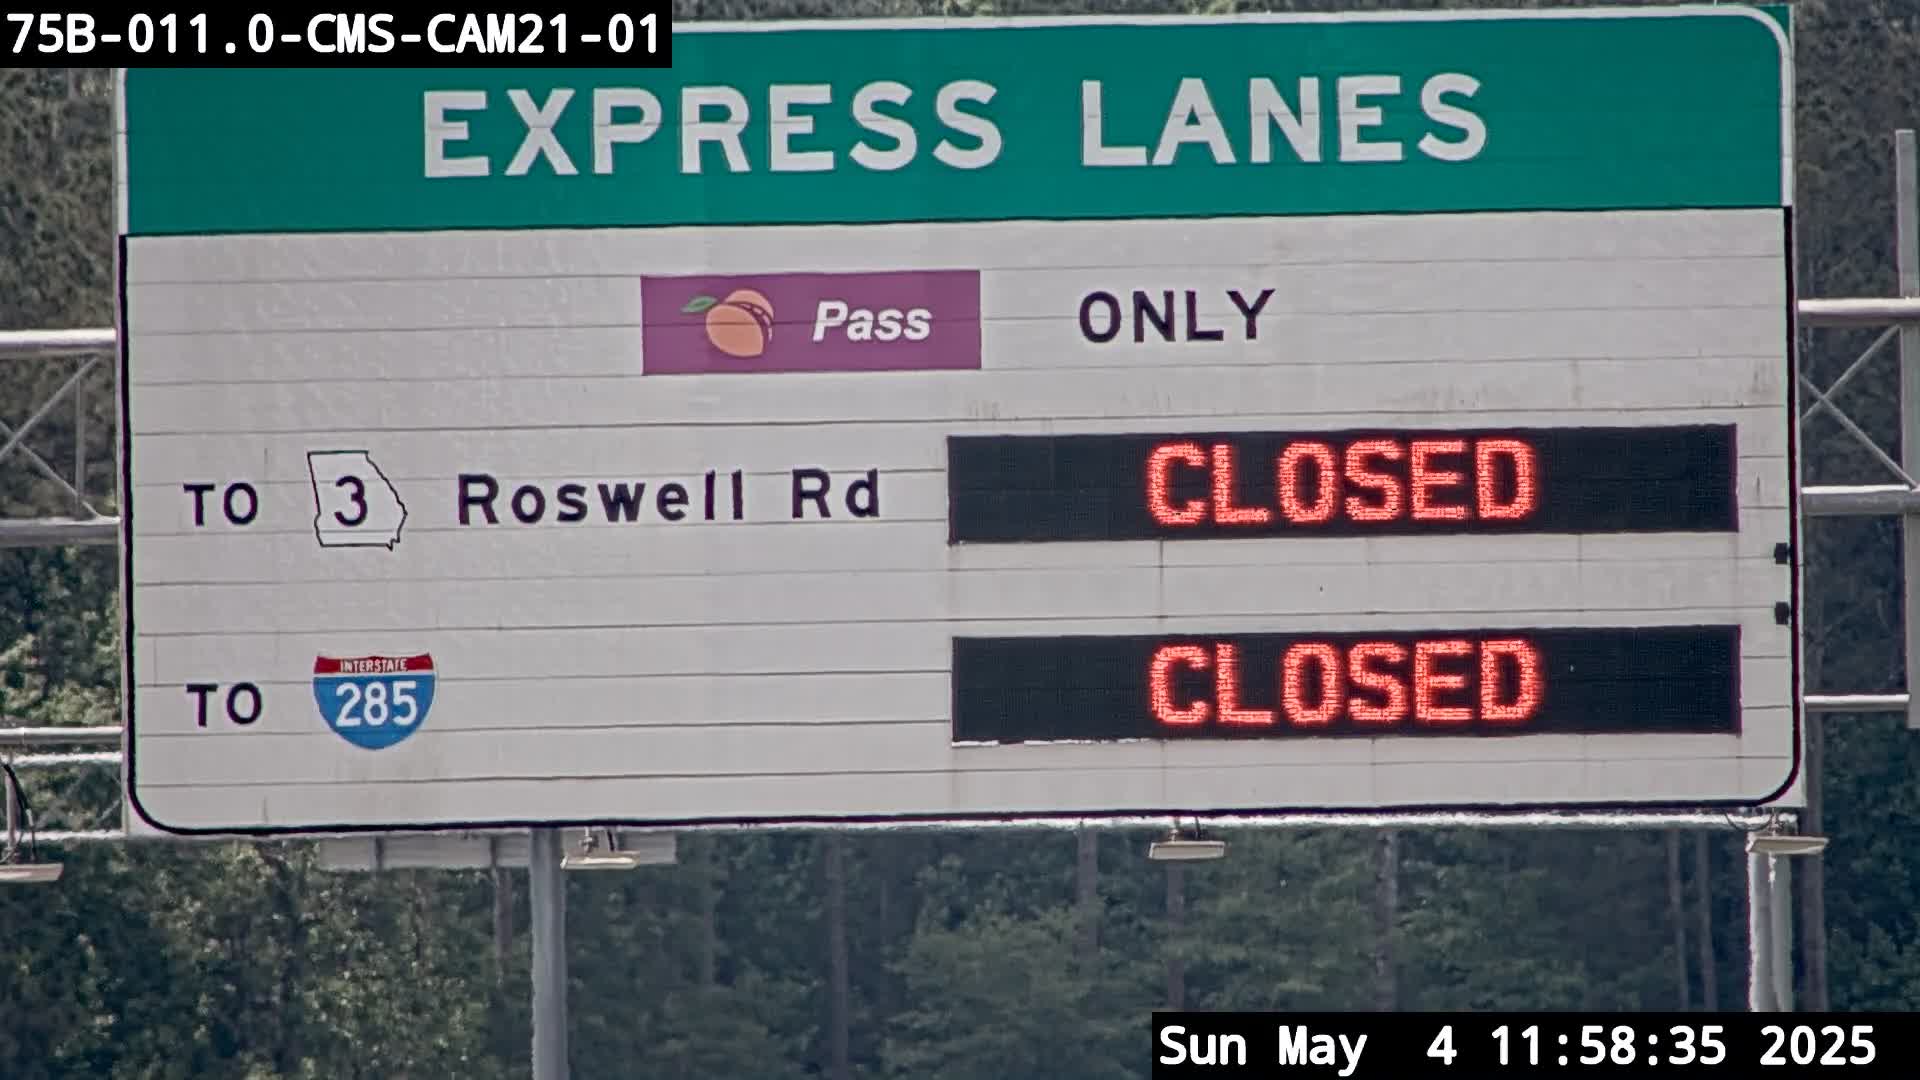 75B-011.0-CMS-CAM21-01
EXPRESS LANES
Pass ONLY
TO 3 Roswell Rd CLOSED
INTERSTATE
TO 285 CLOSED
Sun May  4 11:58:35 2025